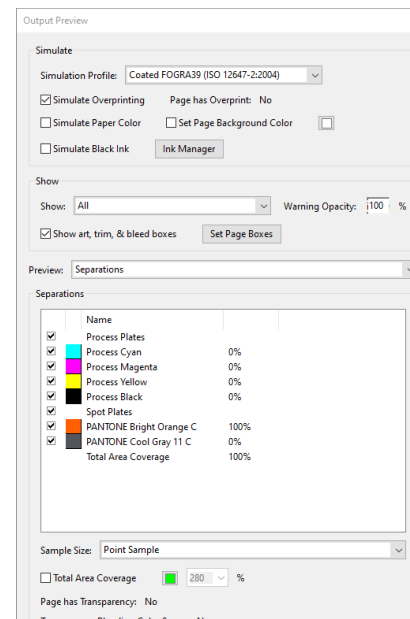 Output Preview
Simulate
Simulation Profile: Coated FOGRA39 (ISO 12647-2:2004)
Simulate Overprinting Page has Overprint: No
Simulate Paper Color Set Page Background Color
Simulate Black Ink Ink Manager
Show
Show: All Warning Opacity: 100 %
Show art, trim, & bleed boxes Set Page Boxes
Preview: Separations
Separations
Name
Process Plates
Process Cyan 0%
Process Magenta 0%
Process Yellow 0%
Process Black 0%
Spot Plates
PANTONE Bright Orange C 100%
PANTONE Cool Gray 11 C 0%
Total Area Coverage 100%
Sample Size: Point Sample
Total Area Coverage 280 %
Page has Transparency: No